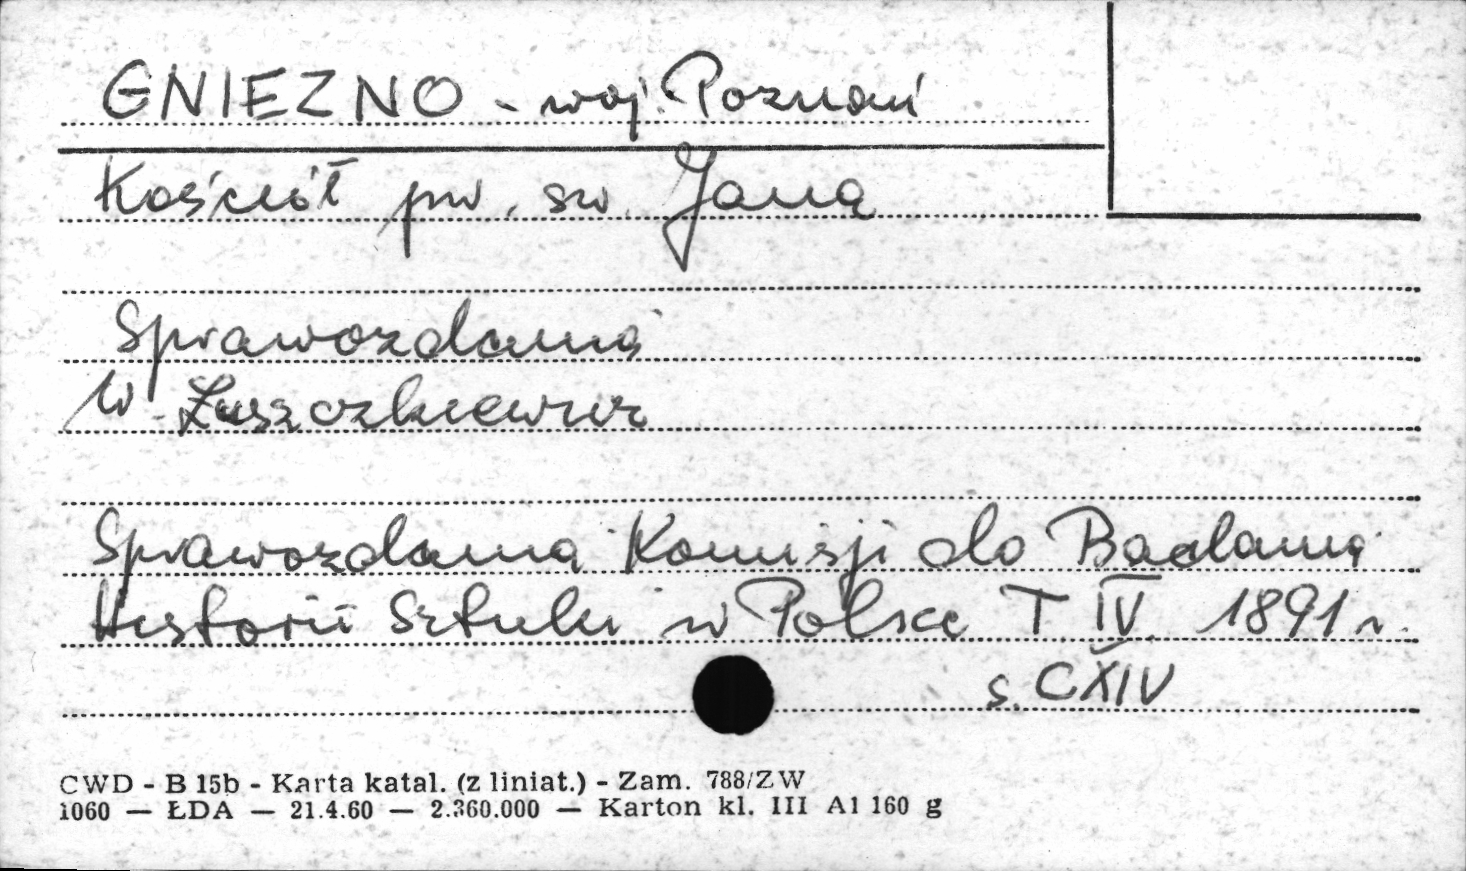 GNIEZNO - woj. Poznań
Kościół pw. św. Jana
Sprawozdania
W. Łuszczkiewicz
Sprawozdania Komisji do Badania
Historii Sztuki w Polsce T IV. 1891 r.
s. CXIV
CWD - B 15b - Karta katal. (z liniat.) - Zam. 788/ZW
1060 — ŁDA — 21.4.60 — 2.360.000 — Karton kl. III A1 160 g